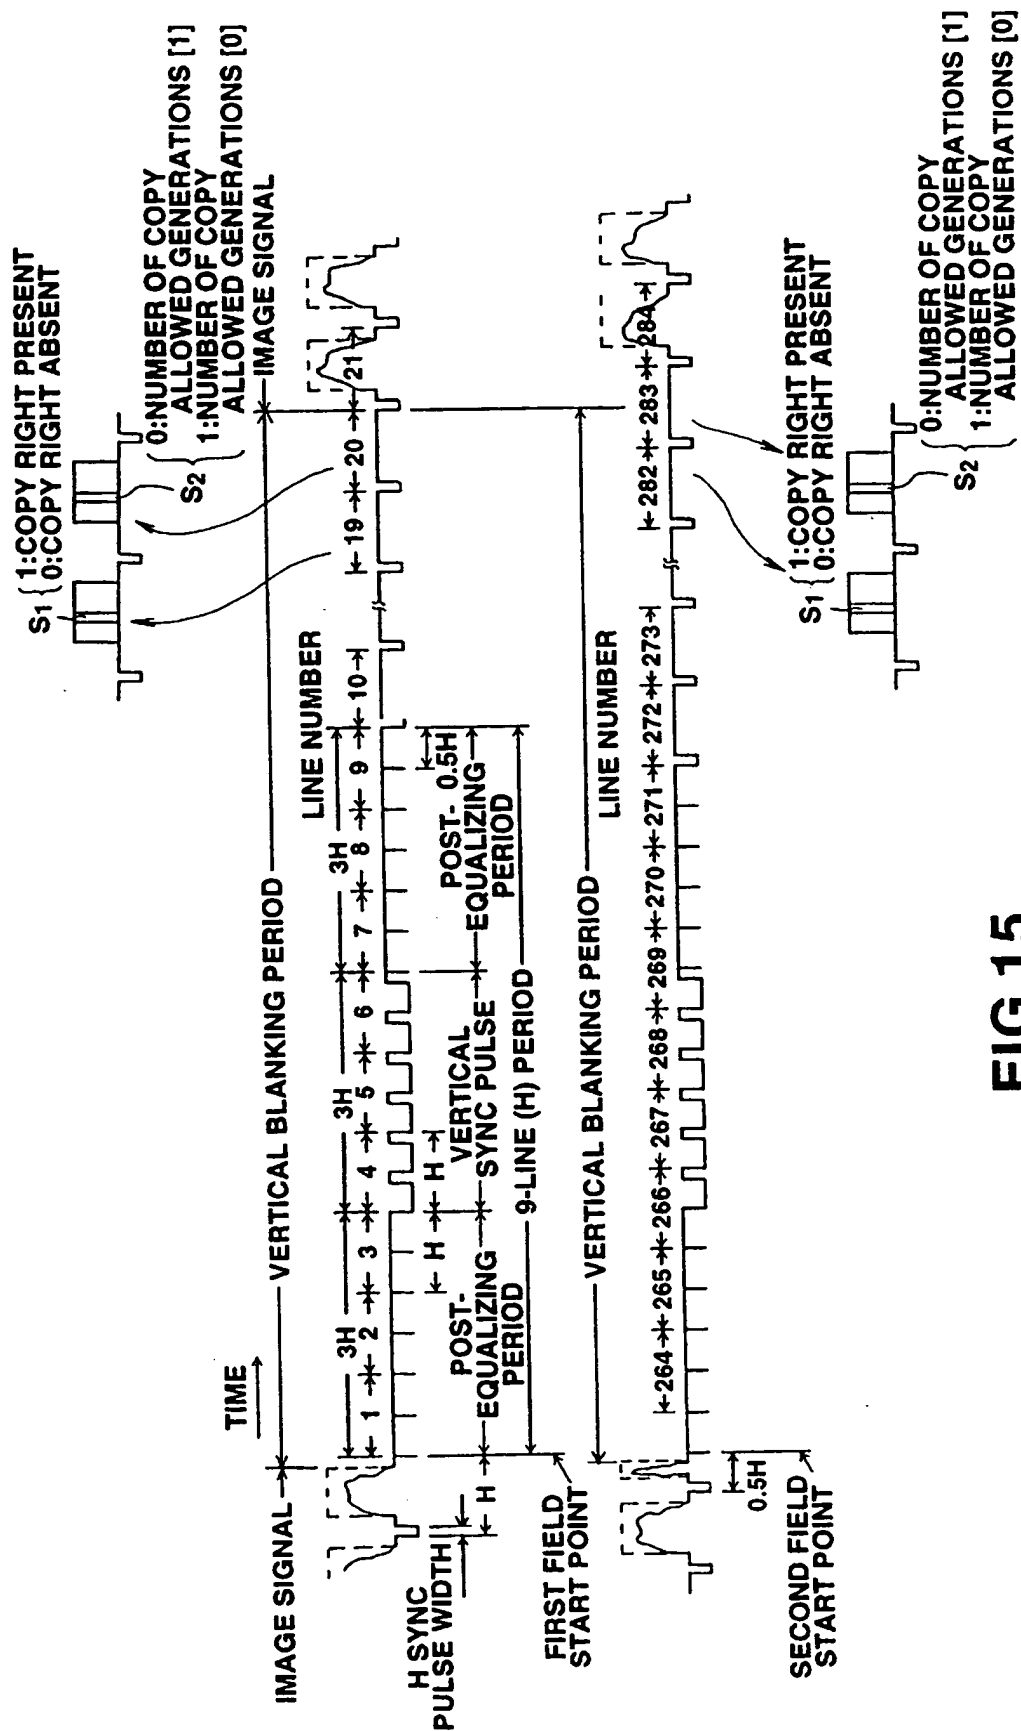 S1 { 1:COPY RIGHT PRESENT
0:COPY RIGHT ABSENT
S2
0:NUMBER OF COPY
ALLOWED GENERATIONS [1]
1:NUMBER OF COPY
ALLOWED GENERATIONS [0]
TIME
IMAGE SIGNAL
VERTICAL BLANKING PERIOD
IMAGE SIGNAL
3H
3H
3H
LINE NUMBER
1 2 3 4 5 6 7 8 9 10 19 20 21
H SYNC
PULSE WIDTH
H
H
H
0.5H
POST-
EQUALIZING
PERIOD
VERTICAL
SYNC PULSE
POST-
EQUALIZING
PERIOD
9-LINE (H) PERIOD
FIRST FIELD
START POINT
VERTICAL BLANKING PERIOD
LINE NUMBER
264 265 266 267 268 269 270 271 272 273 282 283 284
0.5H
SECOND FIELD
START POINT
S1 { 1:COPY RIGHT PRESENT
0:COPY RIGHT ABSENT
S2
0:NUMBER OF COPY
ALLOWED GENERATIONS [1]
1:NUMBER OF COPY
ALLOWED GENERATIONS [0]
FIG.15